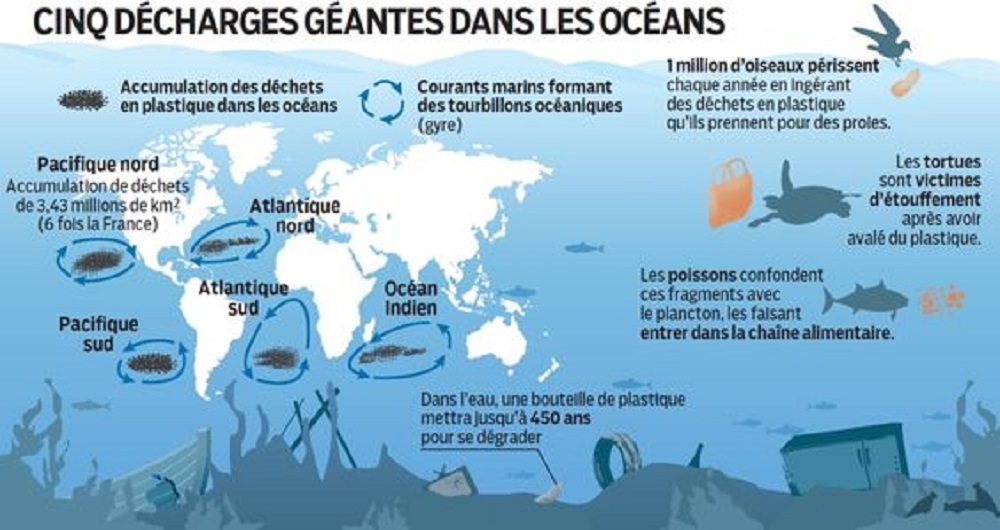 CINQ DÉCHARGES GÉANTES DANS LES OCÉANS
Accumulation des déchets
en plastique dans les océans
Courants marins formant
des tourbillons océaniques
(gyre)
1 million d'oiseaux périssent
chaque année en ingérant
des déchets en plastique
qu'ils prennent pour des proies.
Pacifique nord
Accumulation de déchets
de 3,43 millions de km²
(6 fois la France)
Atlantique
nord
Les tortues
sont victimes
d'étouffement
après avoir
avalé du plastique.
Atlantique
sud
Océan
Indien
Les poissons confondent
ces fragments avec
le plancton, les faisant
entrer dans la chaîne alimentaire.
Pacifique
sud
Dans l'eau, une bouteille de plastique
mettra jusqu'à 450 ans
pour se dégrader